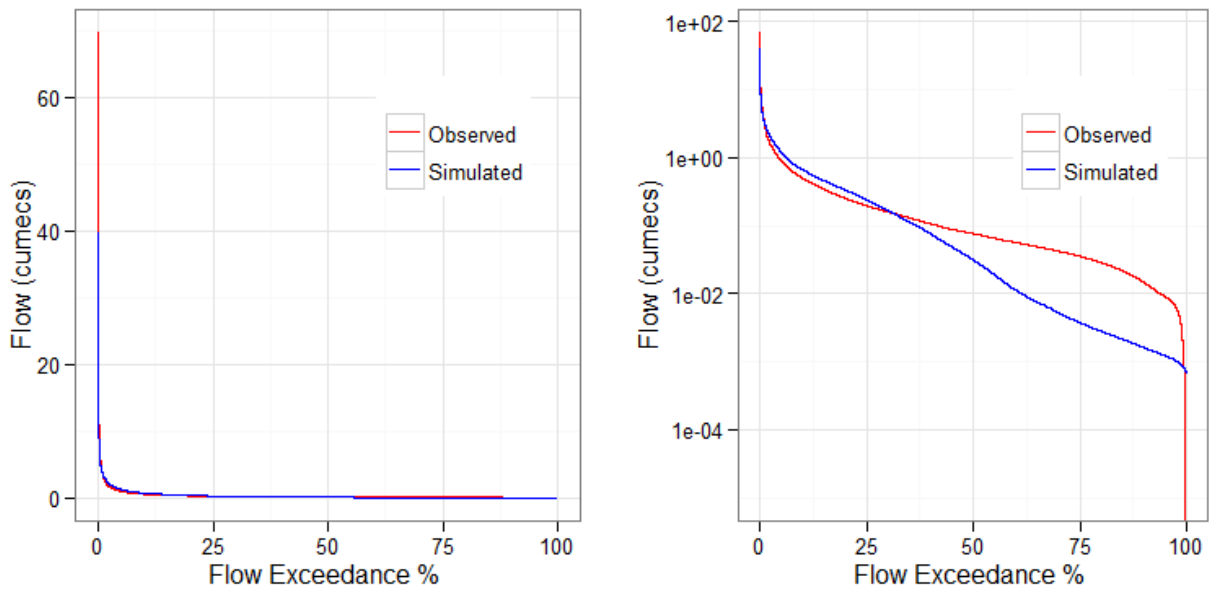 60
40
20
0
Flow (cumecs)
0 25 50 75 100
Flow Exceedance %
Observed
Simulated
1e+02
1e+00
1e-02
1e-04
Flow (cumecs)
0 25 50 75 100
Flow Exceedance %
Observed
Simulated